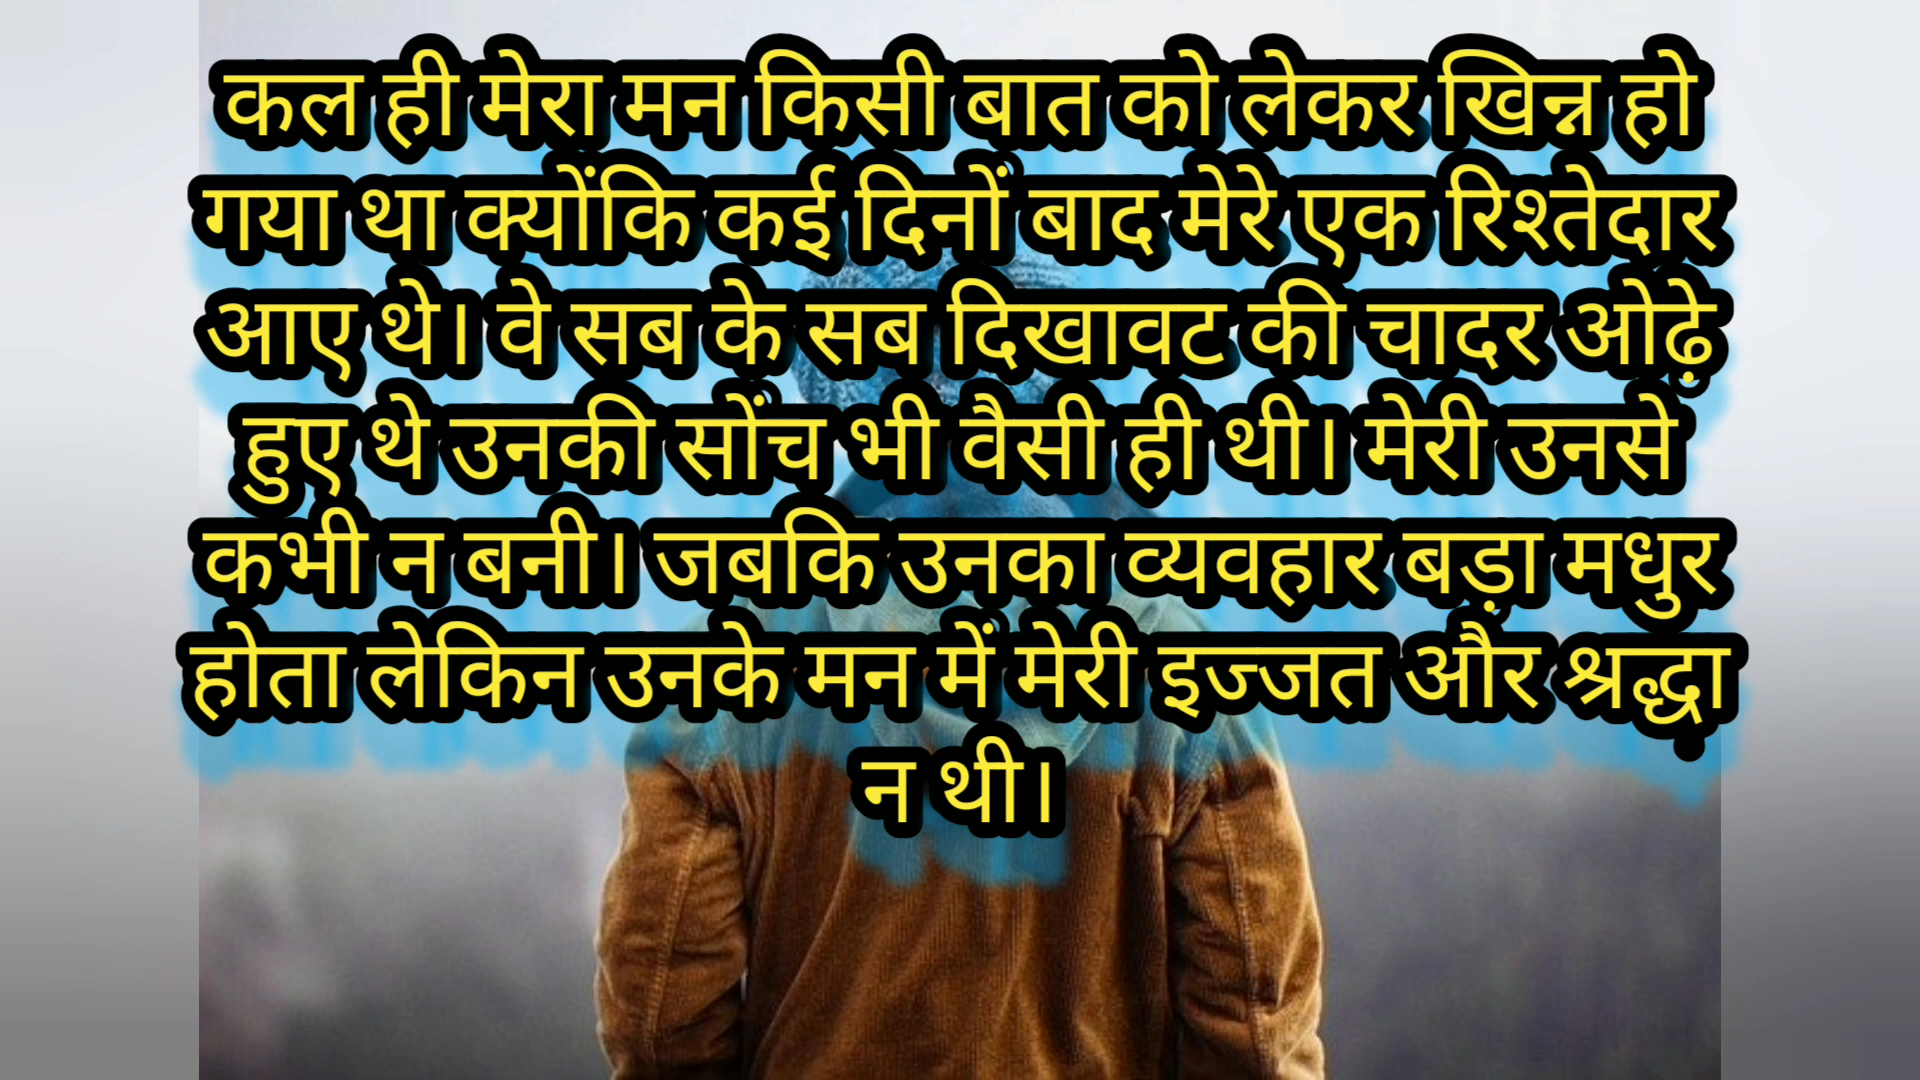 कल ही मेरा मन किसी बात को लेकर खिन्न हो
गया था क्योंकि कई दिनों बाद मेरे एक रिश्तेदार
आए थे। वे सब के सब दिखावट की चादर ओढ़े
हुए थे उनकी सोंच भी वैसी ही थी। मेरी उनसे
कभी न बनी। जबकि उनका व्यवहार बड़ा मधुर
होता लेकिन उनके मन में मेरी इज्जत और श्रद्धा
न थी।